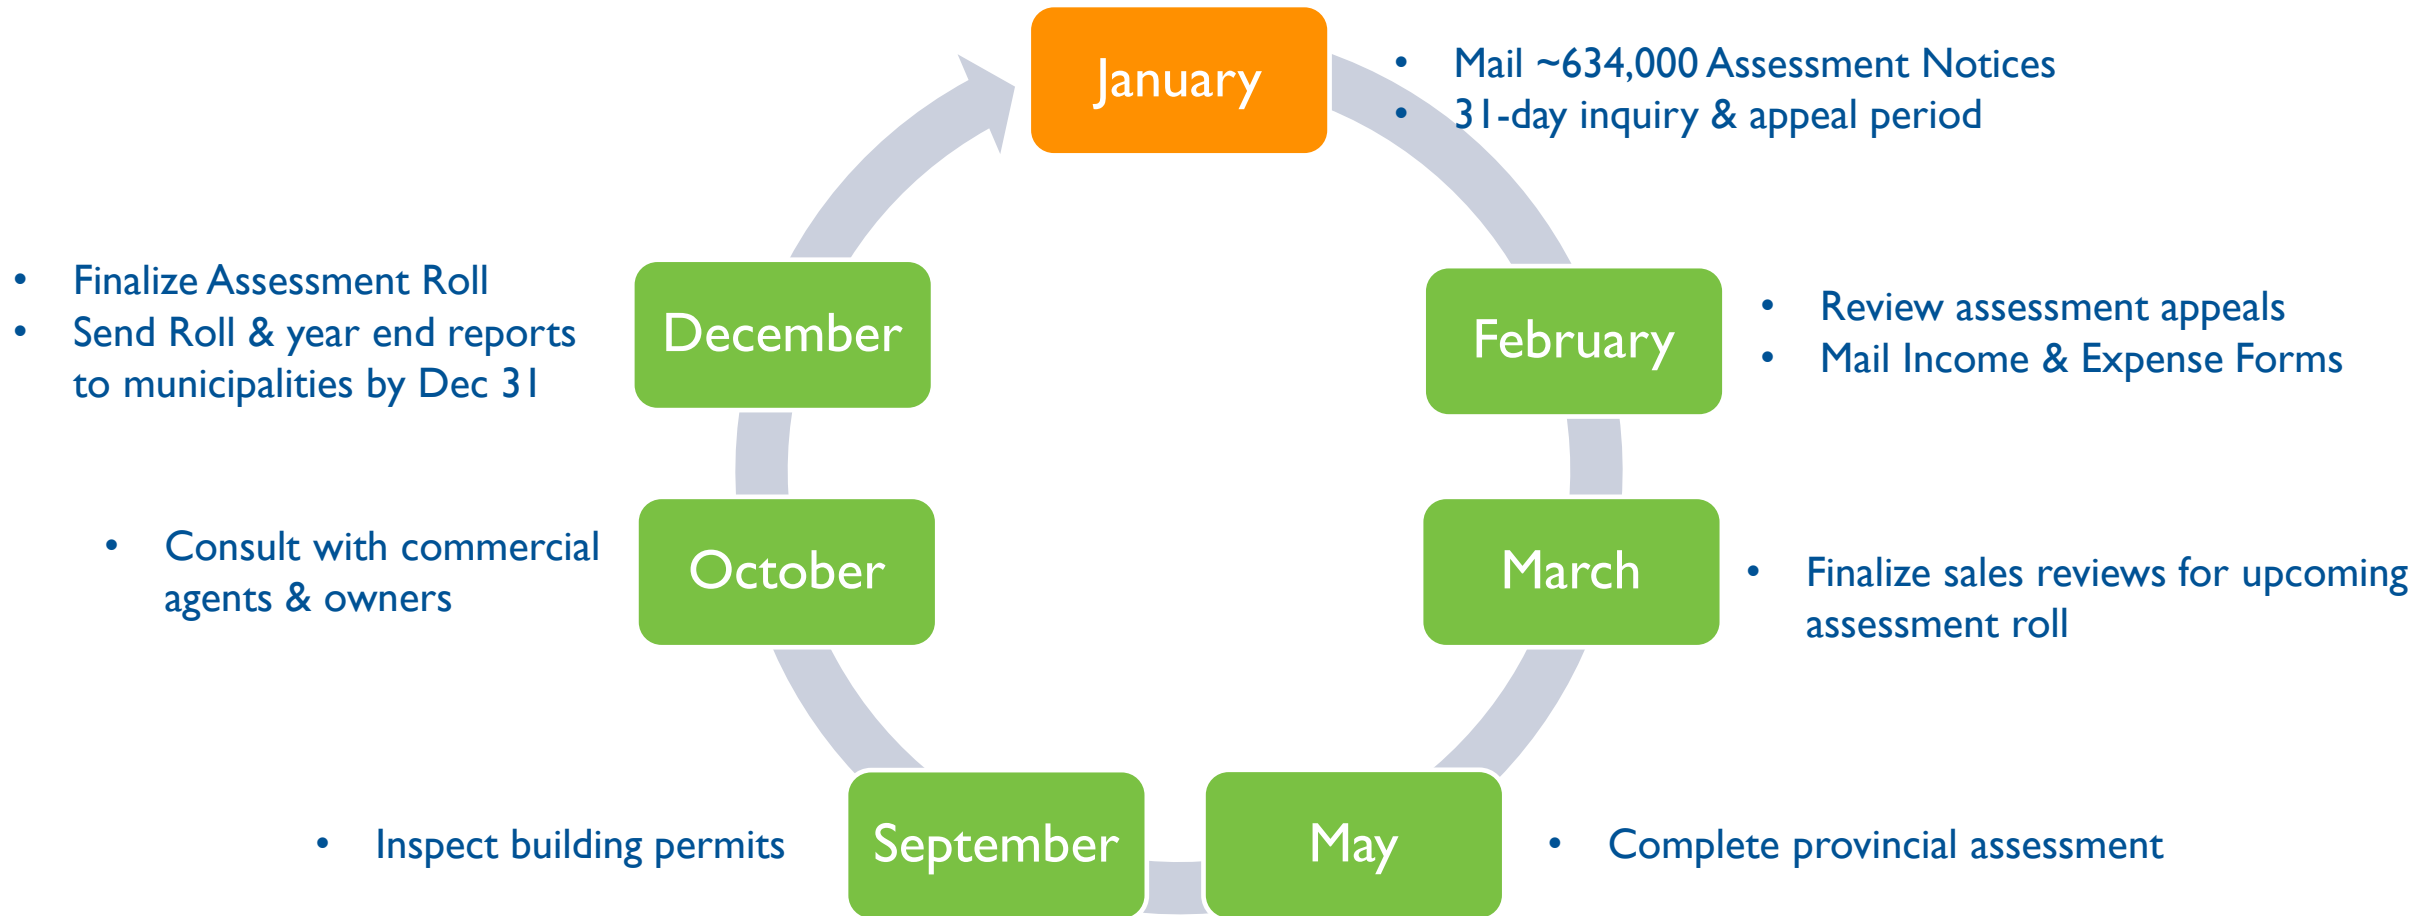 January
• Mail ~634,000 Assessment Notices
• 31-day inquiry & appeal period
February
• Review assessment appeals
• Mail Income & Expense Forms
March
• Finalize sales reviews for upcoming
assessment roll
May
• Complete provincial assessment
September
• Inspect building permits
October
• Consult with commercial
agents & owners
December
• Finalize Assessment Roll
• Send Roll & year end reports
to municipalities by Dec 31